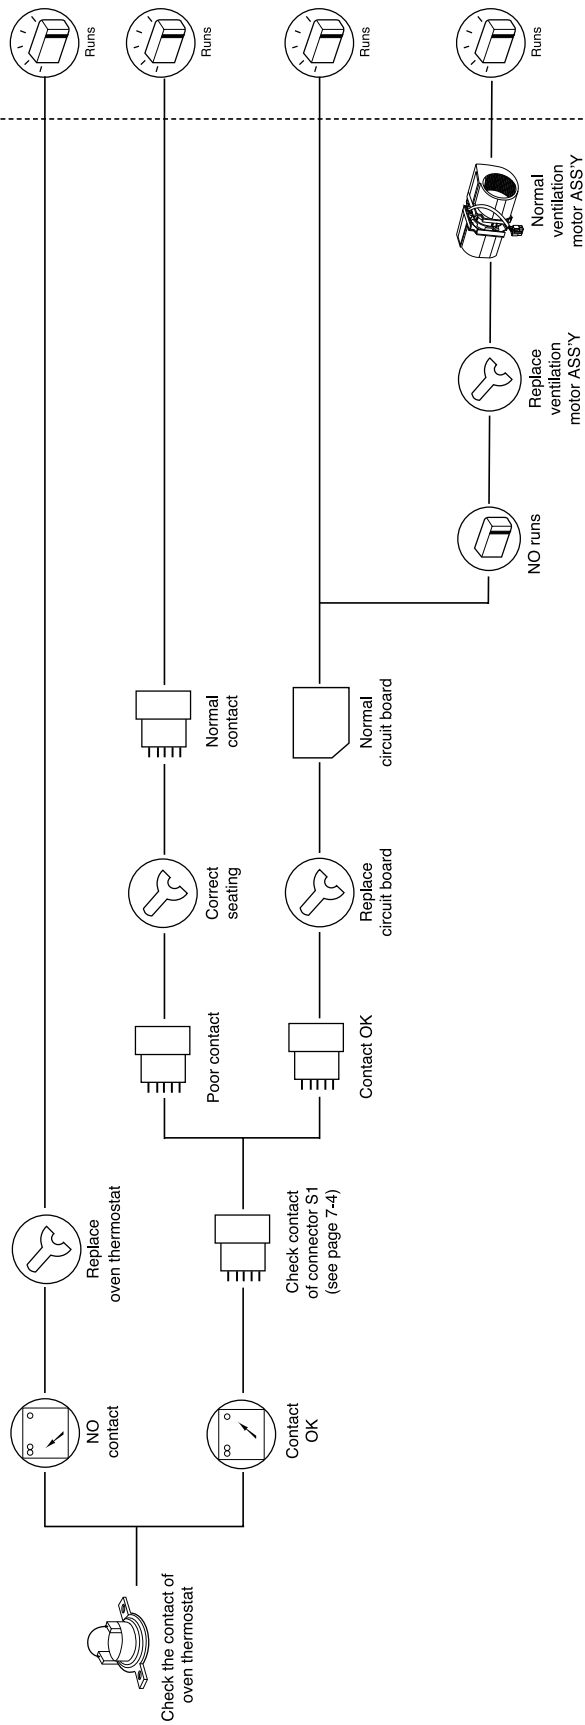 Check the contact of
oven thermostat
NO
contact
Replace
oven thermostat
Runs
Contact
OK
Check contact
of connector S1
(see page 7-4)
Poor contact
Correct
seating
Normal
contact
Runs
Contact OK
Replace
circuit board
Normal
circuit board
Runs
NO runs
Replace
ventilation
motor ASS'Y
Normal
ventilation
motor ASS'Y
Runs